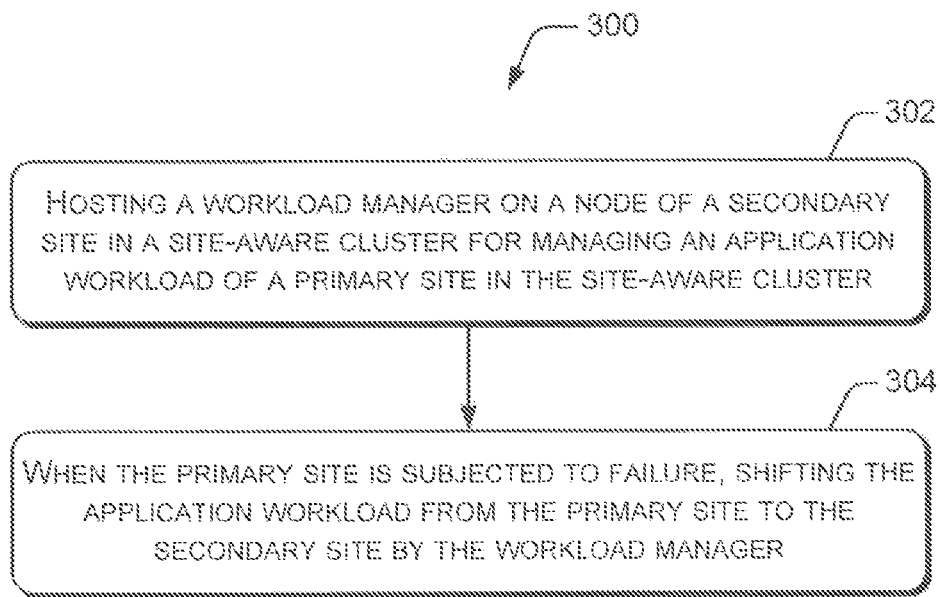 300
302
HOSTING A WORKLOAD MANAGER ON A NODE OF A SECONDARY
SITE IN A SITE-AWARE CLUSTER FOR MANAGING AN APPLICATION
WORKLOAD OF A PRIMARY SITE IN THE SITE-AWARE CLUSTER
304
WHEN THE PRIMARY SITE IS SUBJECTED TO FAILURE, SHIFTING THE
APPLICATION WORKLOAD FROM THE PRIMARY SITE TO THE
SECONDARY SITE BY THE WORKLOAD MANAGER